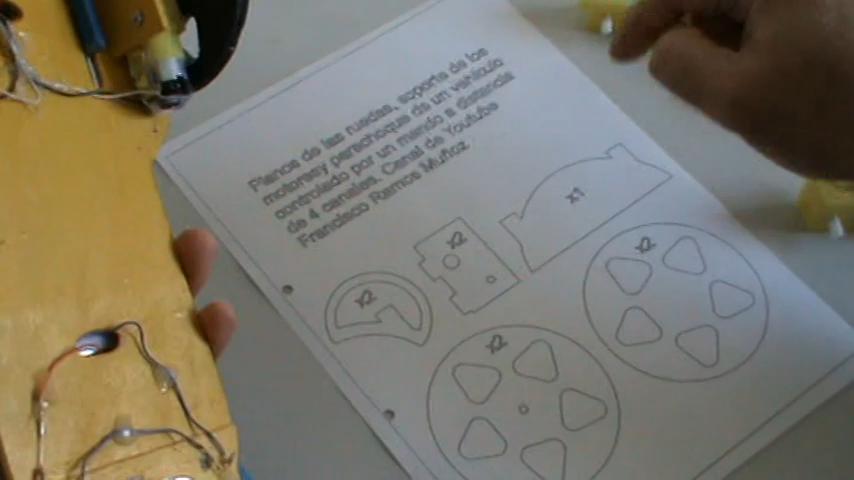 Planos de las ruedas, soporte de los
motoresy parachoque de un vehículo
controlado por un mando a distancia
de 4 canales. Canal de Youtube
Francisco Ramos Muñoz
x1
x2
x2
x2
x2